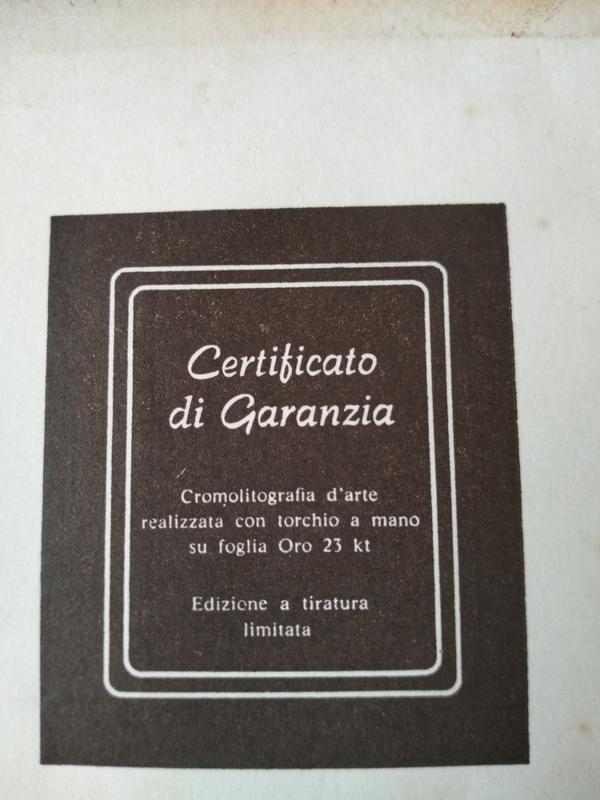 Certificato
di Garanzia
Cromolitografia d'arte
realizzata con torchio a mano
su foglia Oro 23 kt
Edizione a tiratura
limitata